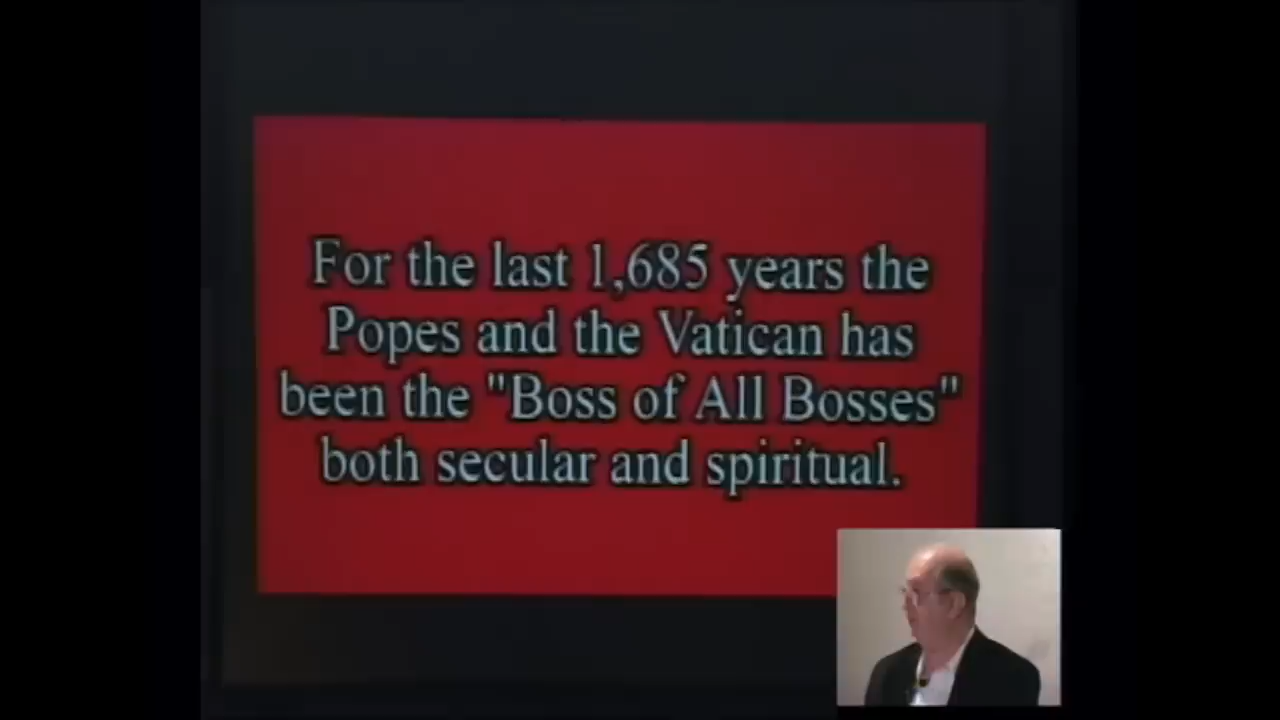 For the last 1,685 years the
Popes and the Vatican has
been the "Boss of All Bosses"
both secular and spiritual.